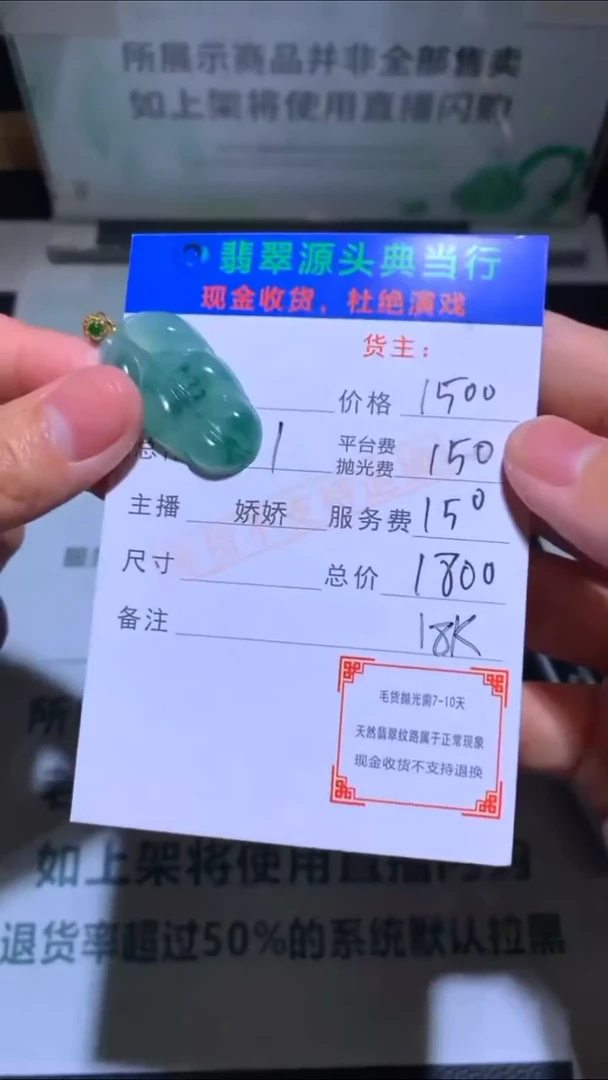 所展示商品并非全部售卖
如上架将使用直播闪购
翡翠源头典当行
现金收货,杜绝演戏
货主:
价格 1500
1 平台费 抛光费 150
主播 娇娇 服务费 150
尺寸 总价 1800
备注 18K
毛货抛光需7-10天
天然翡翠纹路属于正常现象
现金收货不支持退换
所
如上架将使用直播闪购
退货率超过50%的系统默认拉黑